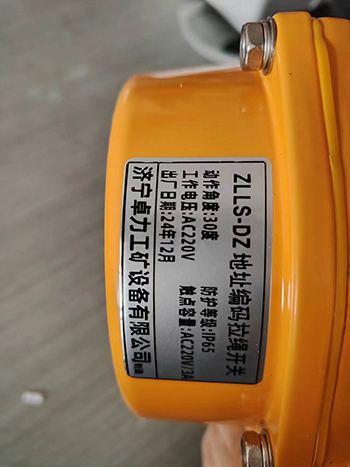 ZLLS-DZ 地址编码拉绳开关
动作角度:30度 防护等级:IP65
工作电压:AC220V 触点容量:AC220V/3A
出厂日期:24年12月
济宁卓力工矿设备有限公司制造